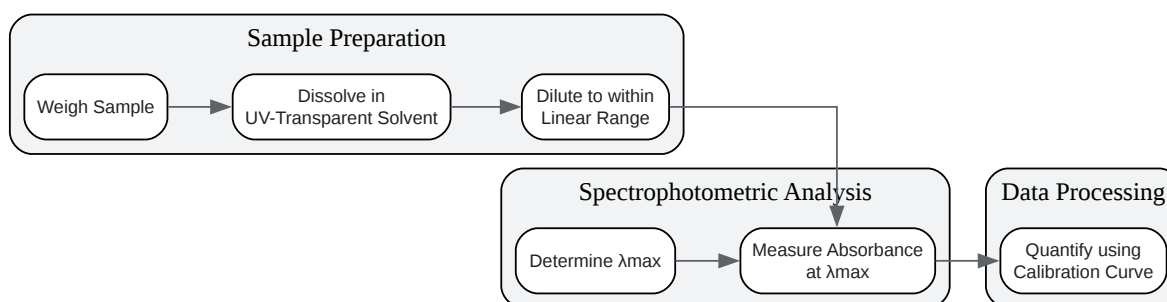 Sample Preparation
Weigh Sample
Dissolve in
UV-Transparent Solvent
Dilute to within
Linear Range
Spectrophotometric Analysis
Determine λmax
Measure Absorbance
at λmax
Data Processing
Quantify using
Calibration Curve